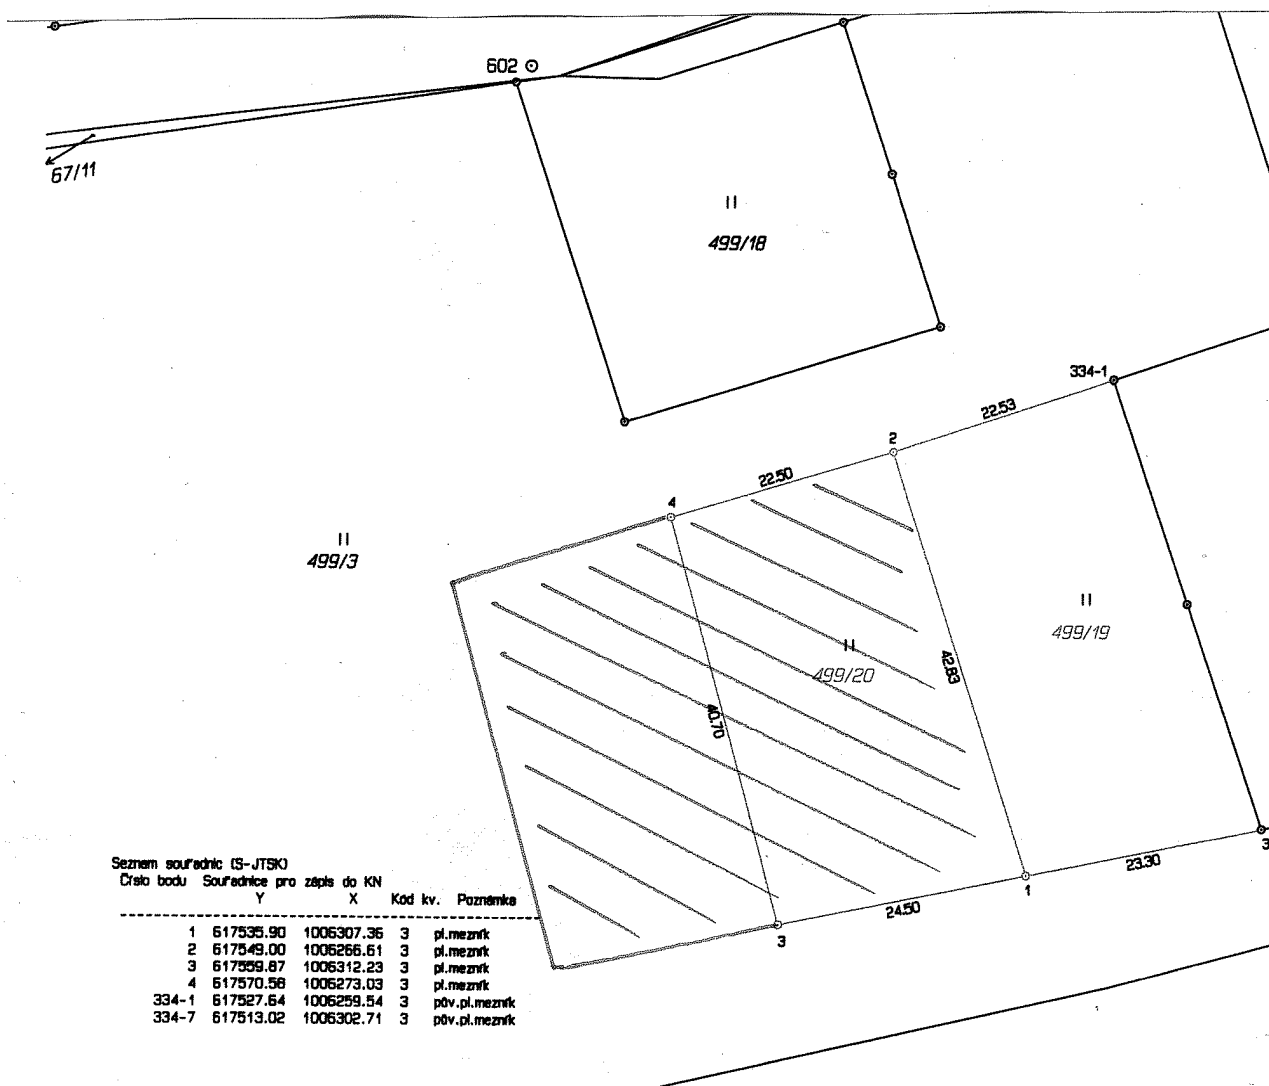 602
67/11
II
499/18
334-1
22.53
2
22.50
4
II
499/3
II
499/19
II
499/20
42.83
40.70
3
23.30
1
24.50
3
Seznam souřadnic (S-JTSK)
Číslo bodu Souřadnice pro zápis do KN
Y X Kód kv. Poznámka
1 617535.90 1006307.36 3 pl.mezník
2 617549.00 1006266.61 3 pl.mezník
3 617559.87 1006312.23 3 pl.mezník
4 617570.58 1006273.03 3 pl.mezník
334-1 617527.64 1006259.54 3 pův.pl.mezník
334-7 617513.02 1006302.71 3 pův.pl.mezník
1